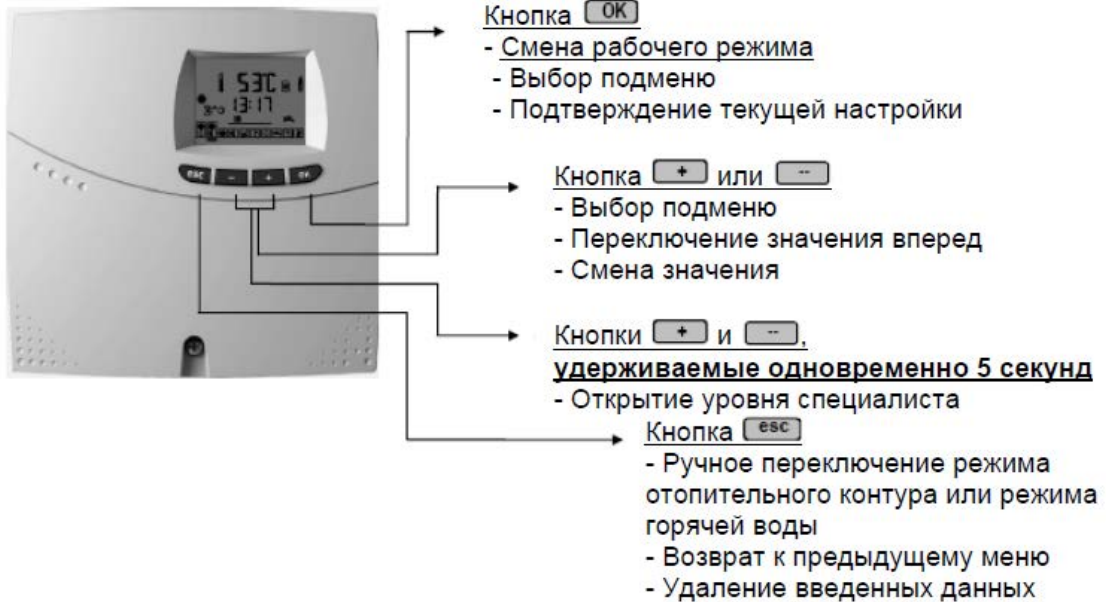 Кнопка OK
- Смена рабочего режима
- Выбор подменю
- Подтверждение текущей настройки
53°C
13:17
esc - + OK
Кнопка + или --
- Выбор подменю
- Переключение значения вперед
- Смена значения
Кнопки + и --,
удерживаемые одновременно 5 секунд
- Открытие уровня специалиста
Кнопка esc
- Ручное переключение режима
отопительного контура или режима
горячей воды
- Возврат к предыдущему меню
- Удаление введенных данных